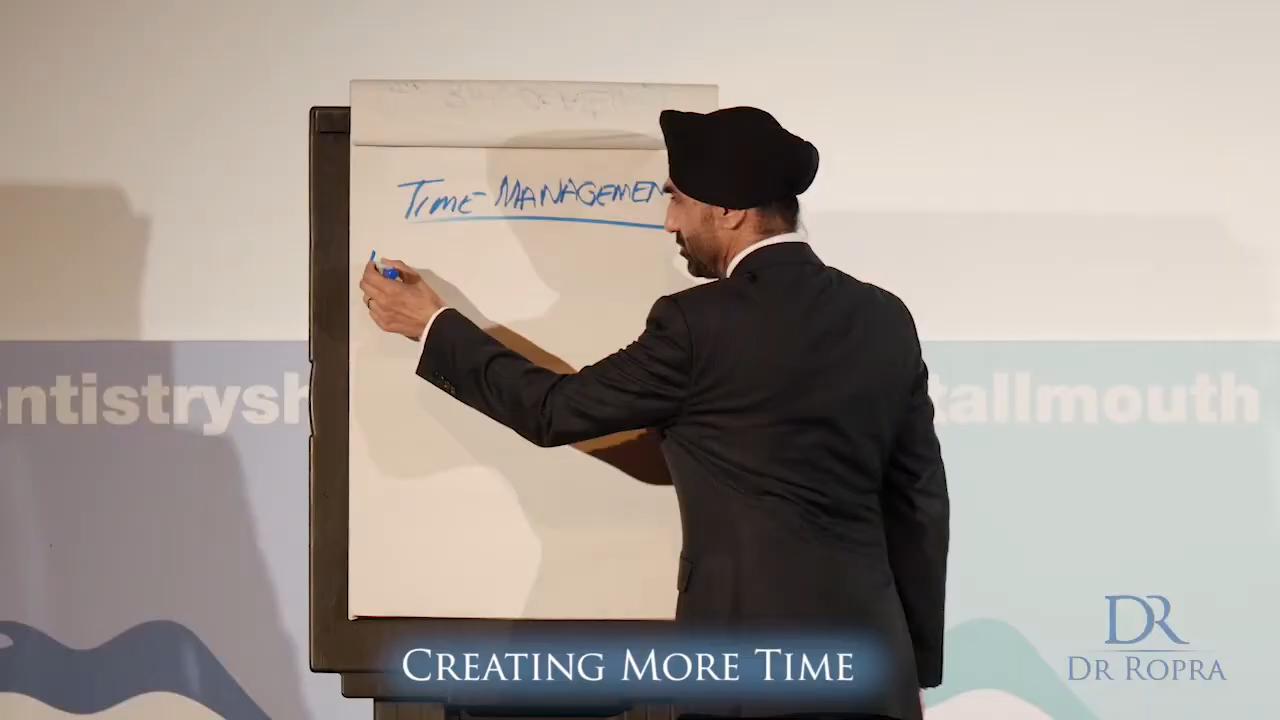 TIME MANAGEMEN
entistrysh
tallmouth
CREATING MORE TIME
DR
DR ROPRA